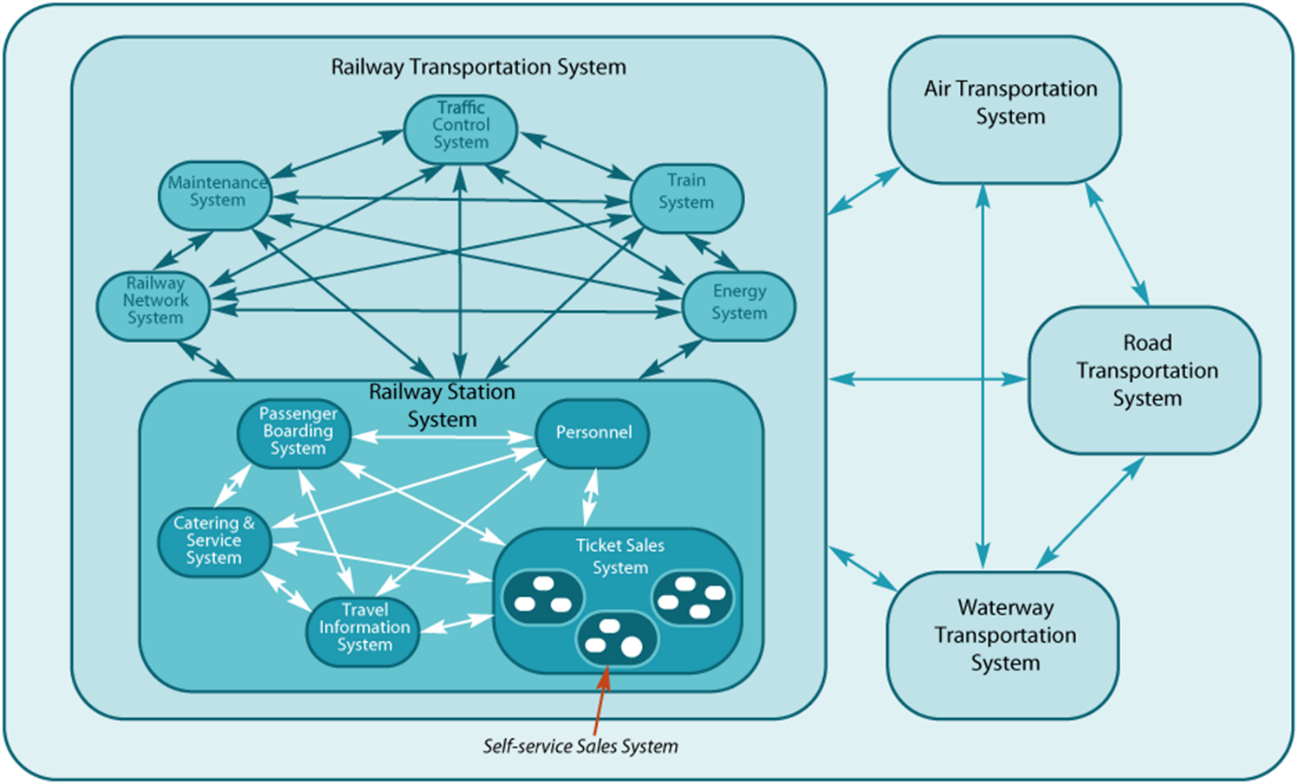 Railway Transportation System
Traffic
Control
System
Maintenance
System
Train
System
Railway
Network
System
Energy
System
Railway Station
System
Passenger
Boarding
System
Personnel
Catering &
Service
System
Ticket Sales
System
Travel
Information
System
Self-service Sales System
Air Transportation
System
Road
Transportation
System
Waterway
Transportation
System